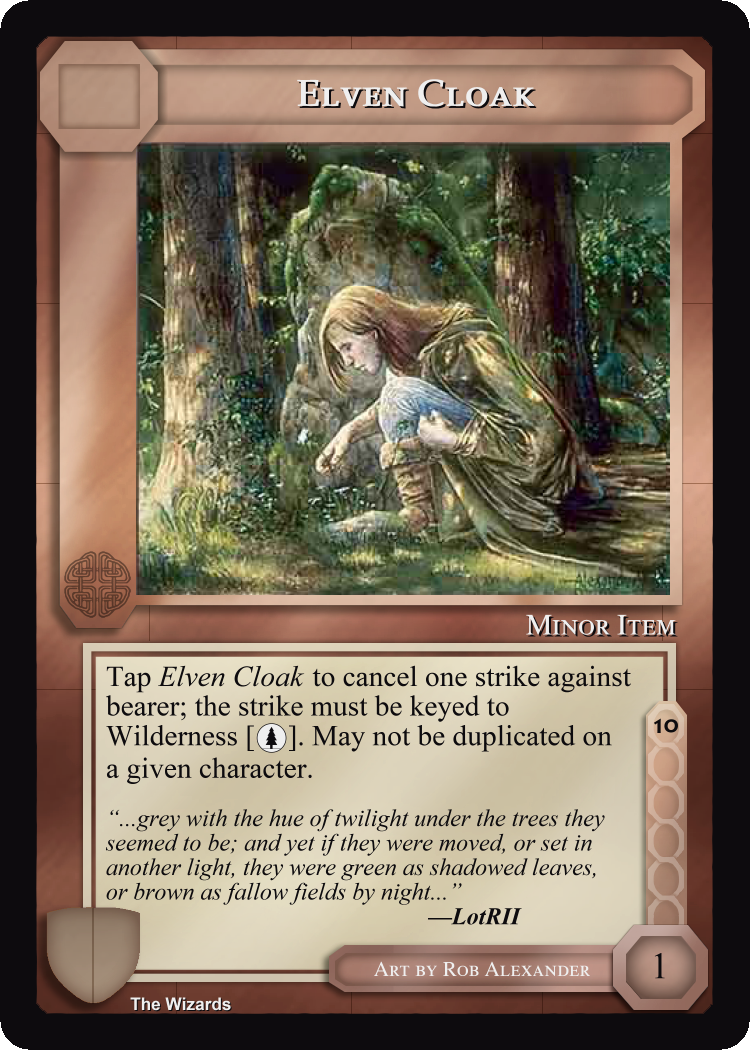 Elven Cloak
Alexander
Minor Item
Tap Elven Cloak to cancel one strike against
bearer; the strike must be keyed to
Wilderness [ ]. May not be duplicated on
a given character.
10
“...grey with the hue of twilight under the trees they
seemed to be; and yet if they were moved, or set in
another light, they were green as shadowed leaves,
or brown as fallow fields by night...”
—LotRII
Art by Rob Alexander
1
The Wizards